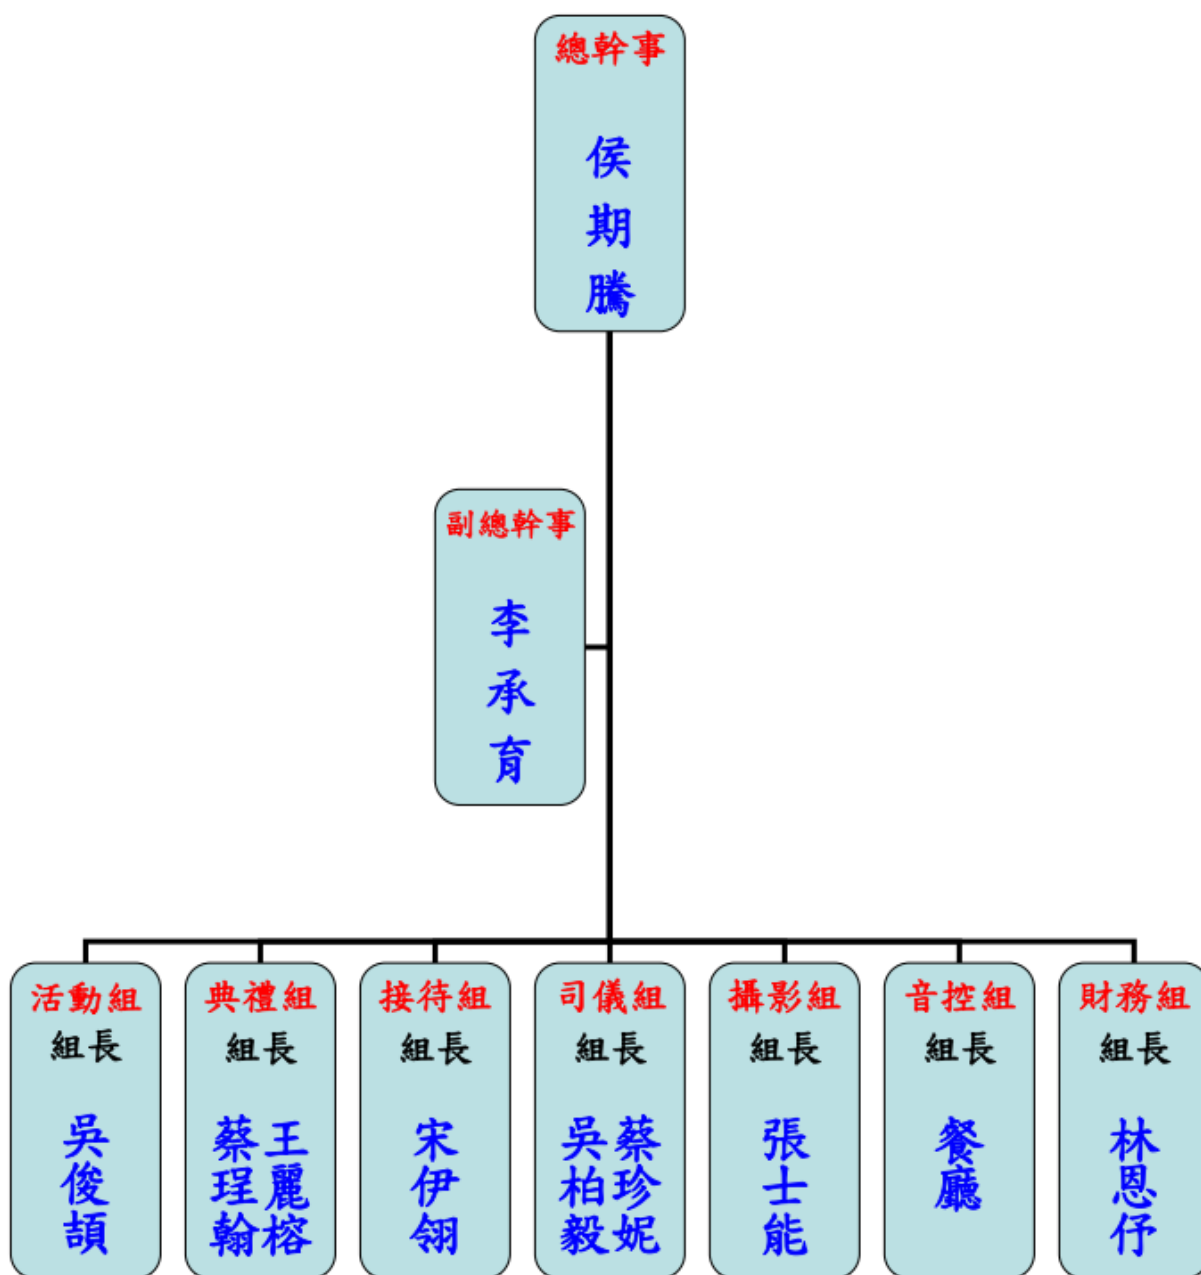 總幹事
侯期騰
副總幹事
李承育
活動組
組長
吳俊頡
典禮組
組長
王麗榕
蔡珵翰
接待組
組長
宋伊翎
司儀組
組長
蔡珍妮
吳柏毅
攝影組
組長
張士能
音控組
組長
餐廳
財務組
組長
林恩伃